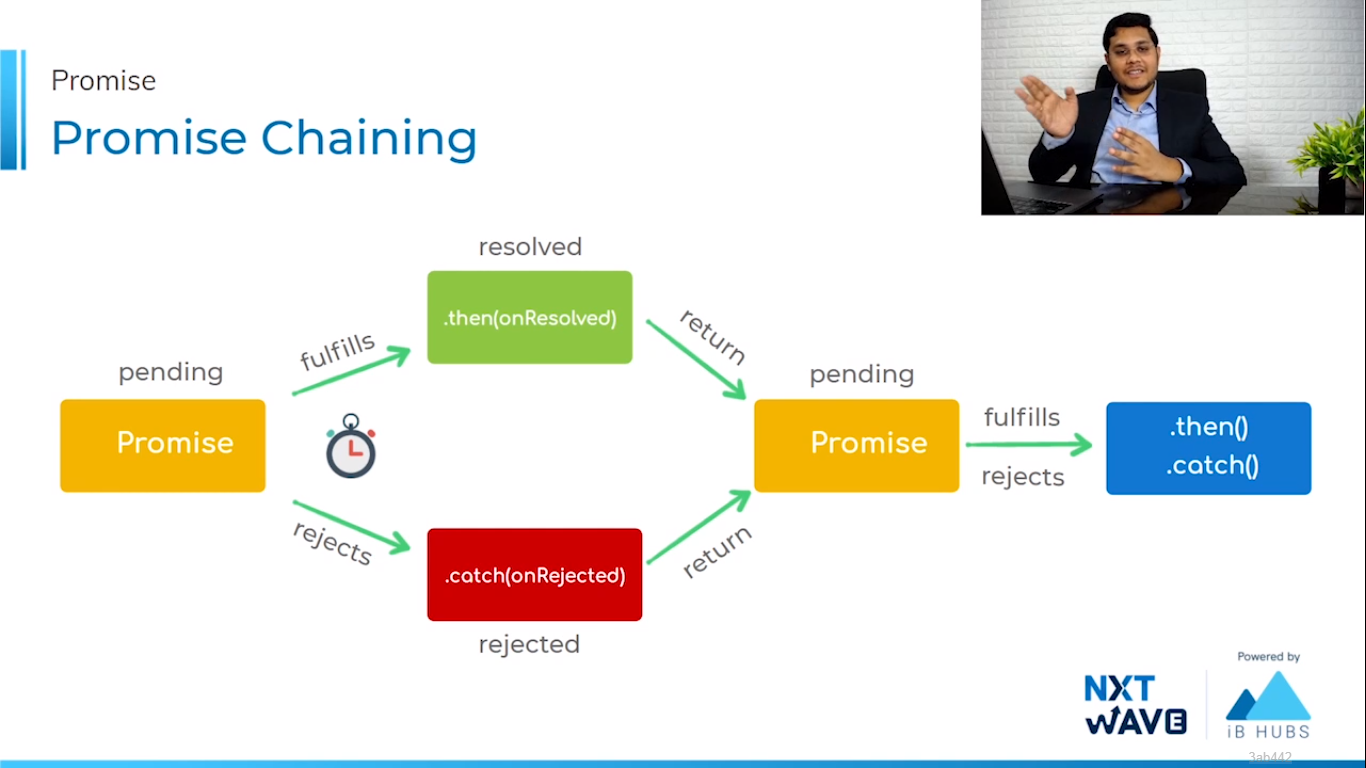 Promise
Promise Chaining
resolved
.then(onResolved)
fulfills
return
pending
Promise
pending
Promise
fulfills
rejects
.then()
.catch()
rejects
.catch(onRejected)
return
rejected
Powered by
NXT
WAVE
iB HUBS
3ab442